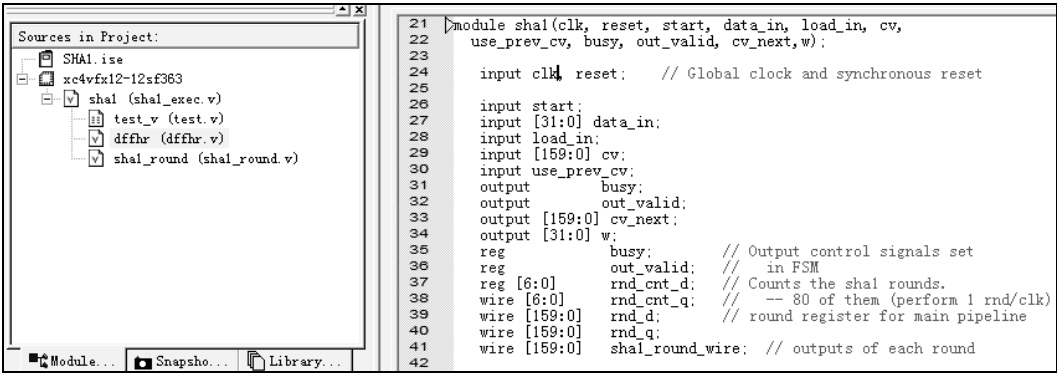 Sources in Project:
SHA1.ise
xc4vfx12-12sf363
sha1 (sha1_exec.v)
test_v (test.v)
dffhr (dffhr.v)
sha1_round (sha1_round.v)
Module...
Snapsho...
Library...
21 module sha1(clk, reset, start, data_in, load_in, cv,
22 use_prev_cv, busy, out_valid, cv_next,w);
23
24 input clk, reset; // Global clock and synchronous reset
25
26 input start;
27 input [31:0] data_in;
28 input load_in;
29 input [159:0] cv;
30 input use_prev_cv;
31 output busy;
32 output out_valid;
33 output [159:0] cv_next;
34 output [31:0] w;
35 reg busy; // Output control signals set
36 reg out_valid; // in FSM
37 reg [6:0] rnd_cnt_d; // Counts the sha1 rounds.
38 wire [6:0] rnd_cnt_q; // -- 80 of them (perform 1 rnd/clk)
39 wire [159:0] rnd_d; // round register for main pipeline
40 wire [159:0] rnd_q;
41 wire [159:0] sha1_round_wire; // outputs of each round
42